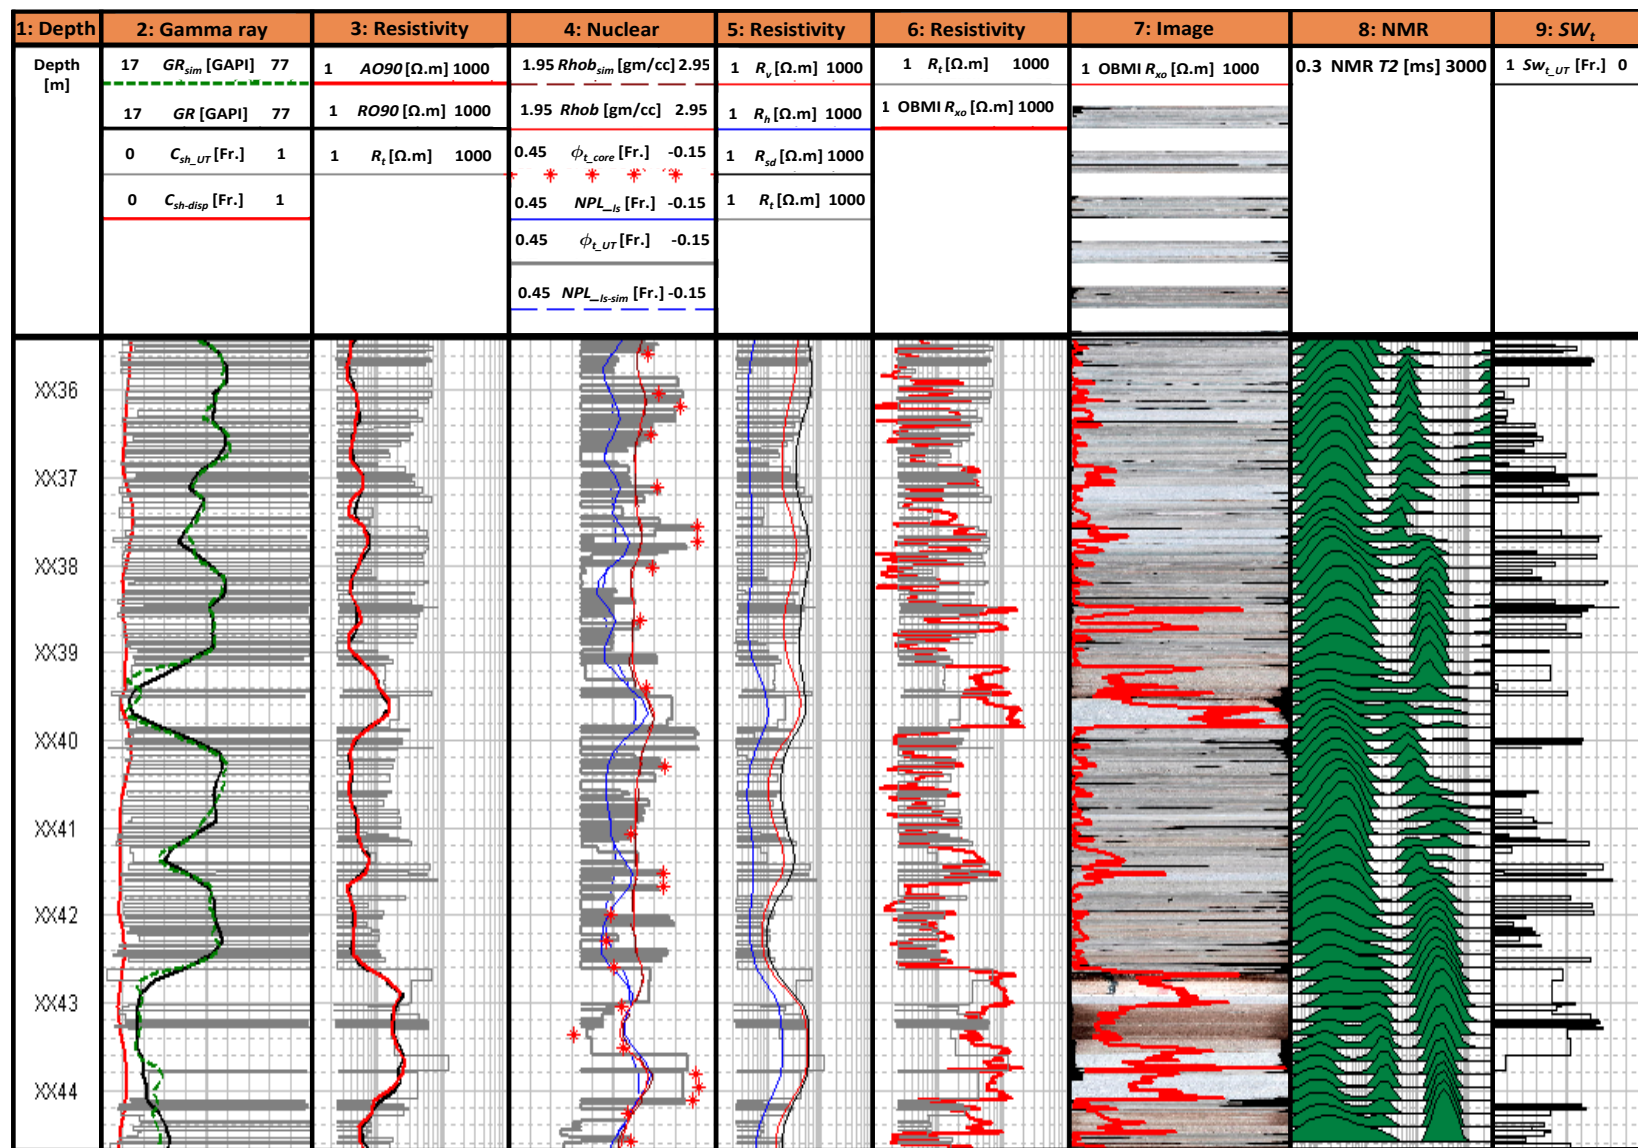 1: Depth 2: Gamma ray 3: Resistivity 4: Nuclear 5: Resistivity 6: Resistivity 7: Image 8: NMR 9: SWt
Depth
[m]
17 GRsim [GAPI] 77
17 GR [GAPI] 77
0 Csh_UT [Fr.] 1
0 Csh-disp [Fr.] 1
1 AO90 [Ω.m] 1000
1 RO90 [Ω.m] 1000
1 Rt [Ω.m] 1000
1.95 Rhobsim [gm/cc] 2.95
1.95 Rhob [gm/cc] 2.95
0.45 ϕt_core [Fr.] -0.15
0.45 NPL_ls [Fr.] -0.15
0.45 ϕt_UT [Fr.] -0.15
0.45 NPL_ls-sim [Fr.] -0.15
1 Rv [Ω.m] 1000
1 Rh [Ω.m] 1000
1 Rsd [Ω.m] 1000
1 Rt [Ω.m] 1000
1 Rt [Ω.m] 1000
1 OBMI Rxo [Ω.m] 1000
1 OBMI Rxo [Ω.m] 1000
0.3 NMR T2 [ms] 3000
1 Swt_UT [Fr.] 0
XX36
XX37
XX38
XX39
XX40
XX41
XX42
XX43
XX44